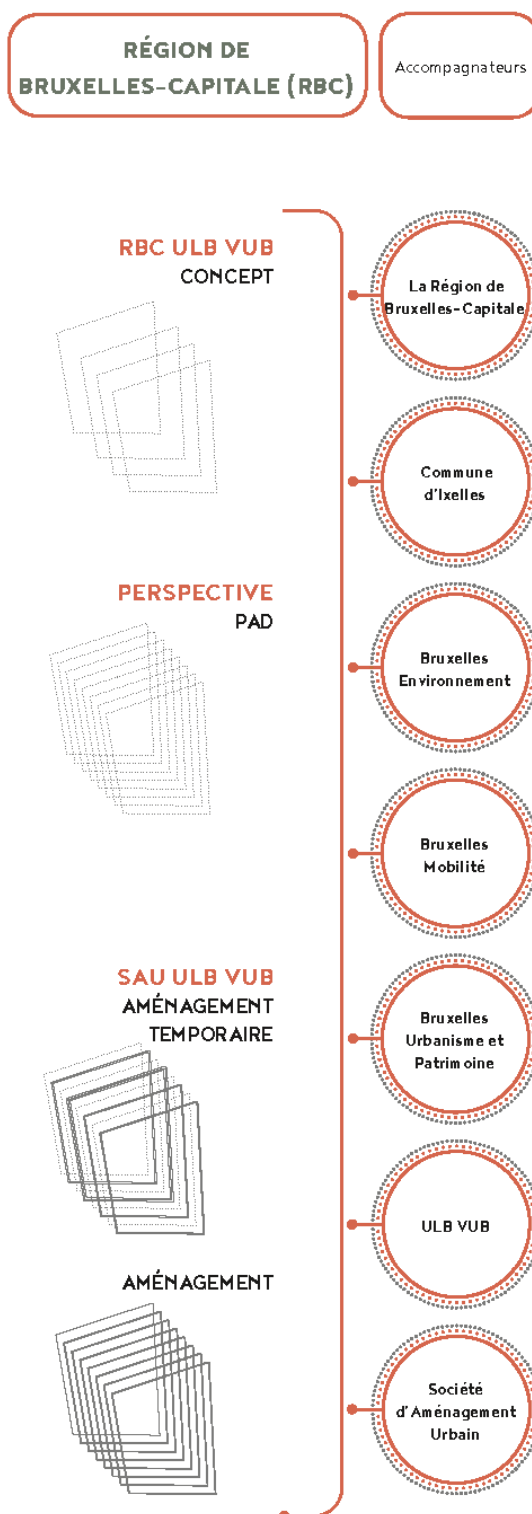 RÉGION DE
BRUXELLES-CAPITALE (RBC)
Accompagnateurs
RBC ULB VUB
CONCEPT
La Région de
Bruxelles-Capitale
Commune
d'Ixelles
PERSPECTIVE
PAD
Bruxelles
Environnement
Bruxelles
Mobilité
SAU ULB VUB
AMÉNAGEMENT
TEMPORAIRE
Bruxelles
Urbanisme et
Patrimoine
ULB VUB
AMÉNAGEMENT
Société
d'Aménagement
Urbain